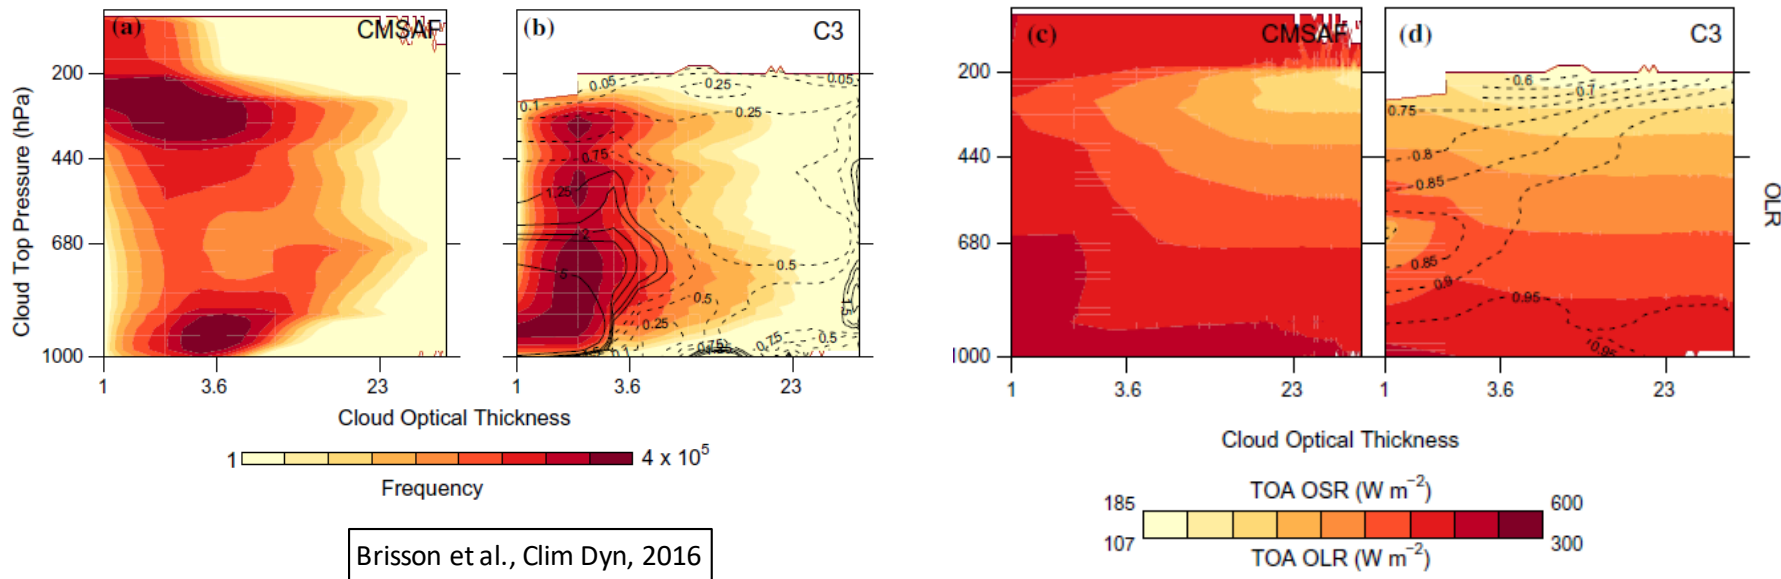 (a) CMSAF
(b) C3
(c) CMSAF
(d) C3
200
440
680
1000
Cloud Top Pressure (hPa)
0.05
0.05
0.25
0.1
0.25
0.75
1.25
2
5
0.5
0.5
0.25
0.75
0.75
0.5
1.5
200
440
680
1000
0.6
0.7
0.75
0.8
0.85
0.85
0.9
0.95
0.95
OLR
1 3.6 23
1 3.6 23
1 3.6 23
3.6 23
Cloud Optical Thickness
Cloud Optical Thickness
1 4 x 10⁵
Frequency
185 TOA OSR (W m⁻²) 600
107 TOA OLR (W m⁻²) 300
Brisson et al., Clim Dyn, 2016